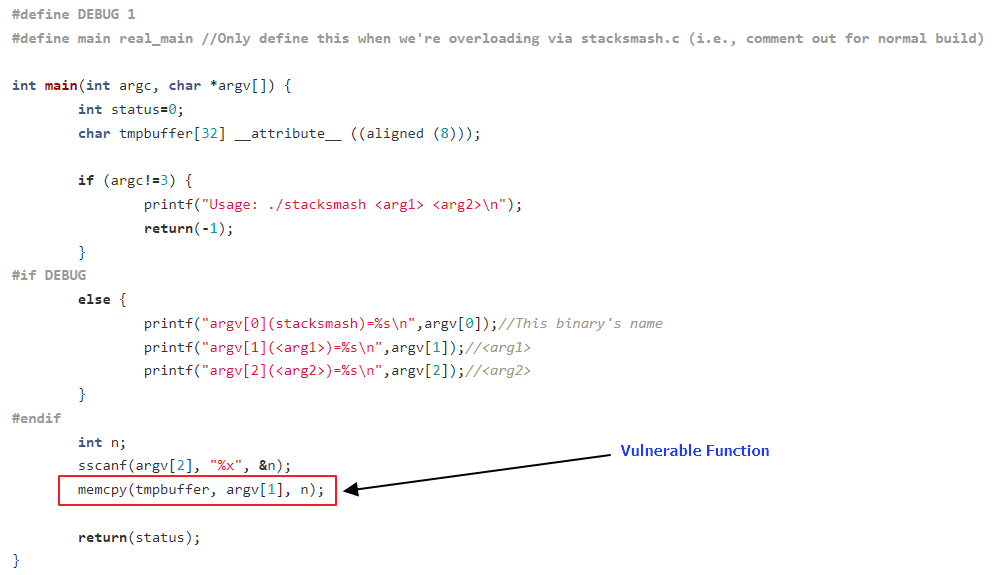 #define DEBUG 1
#define main real_main //Only define this when we're overloading via stacksmash.c (i.e., comment out for normal build)
int main(int argc, char *argv[]) {
int status=0;
char tmpbuffer[32] __attribute__ ((aligned (8)));
if (argc!=3) {
printf("Usage: ./stacksmash <arg1> <arg2>\n");
return(-1);
}
#if DEBUG
else {
printf("argv[0](stacksmash)=%s\n",argv[0]);//This binary's name
printf("argv[1](<arg1>)=%s\n",argv[1]);//<arg1>
printf("argv[2](<arg2>)=%s\n",argv[2]);//<arg2>
}
#endif
int n;
sscanf(argv[2], "%x", &n);
memcpy(tmpbuffer, argv[1], n);
Vulnerable Function
return(status);
}